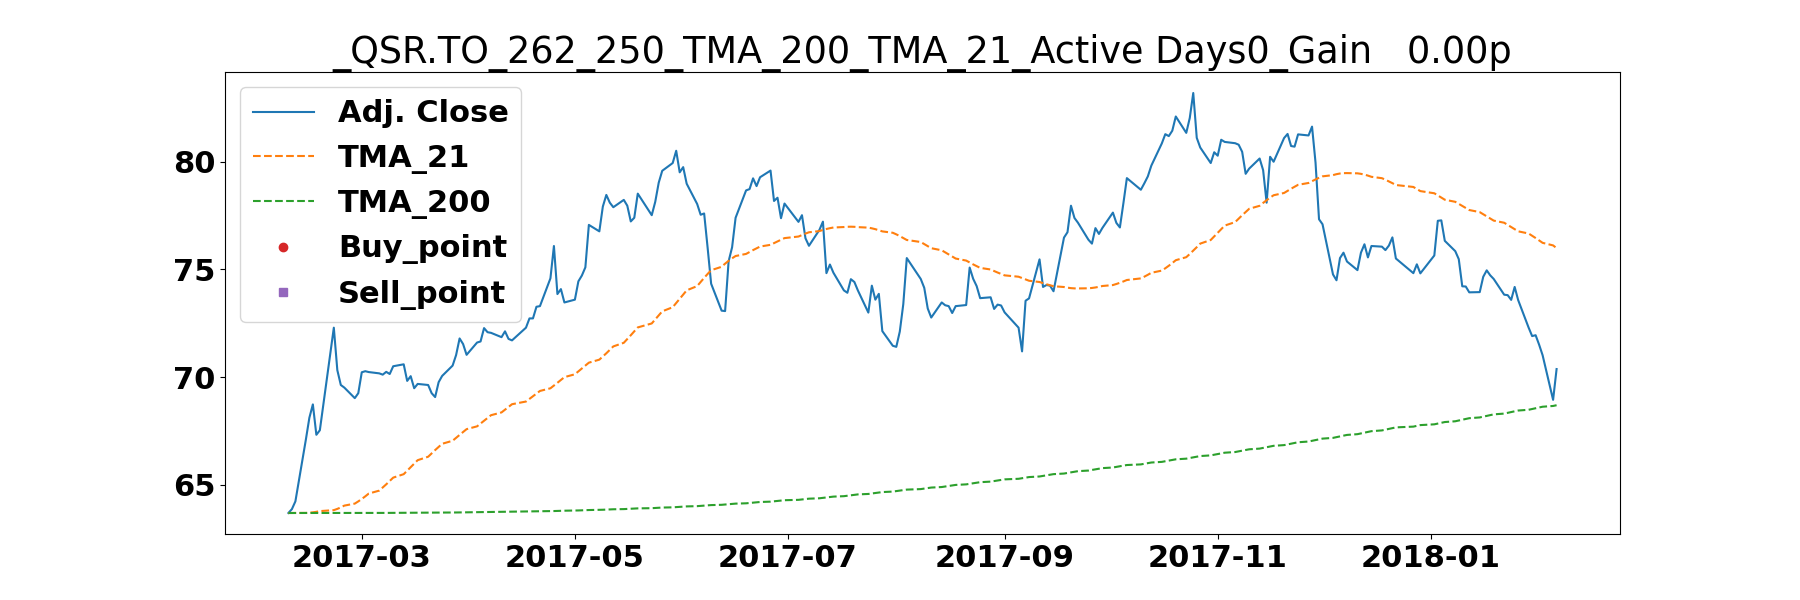 _QSR.TO_262_250_TMA_200_TMA_21_Active Days0_Gain   0.00p
Adj. Close
TMA_21
TMA_200
Buy_point
Sell_point
80
75
70
65
2017-03 2017-05 2017-07 2017-09 2017-11 2018-01